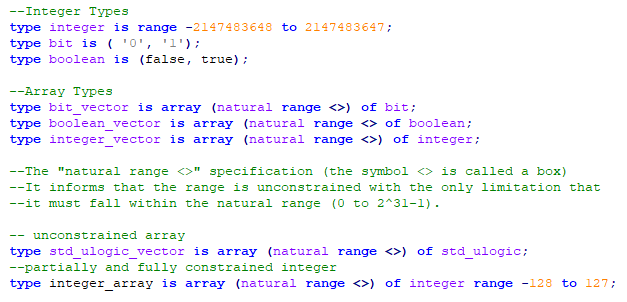 --Integer Types
type integer is range -2147483648 to 2147483647;
type bit is ( '0', '1');
type boolean is (false, true);
--Array Types
type bit_vector is array (natural range <>) of bit;
type boolean_vector is array (natural range <> of boolean;
type integer_vector is array (natural range <>) of integer;
--The "natural range <>" specification (the symbol <> is called a box)
--It informs that the range is unconstrained with the only limitation that
--it must fall within the natural range (0 to 2^31-1).
-- unconstrained array
type std_ulogic_vector is array (natural range <>) of std_ulogic;
--partially and fully constrained integer
type integer_array is array (natural range <>) of integer range -128 to 127;